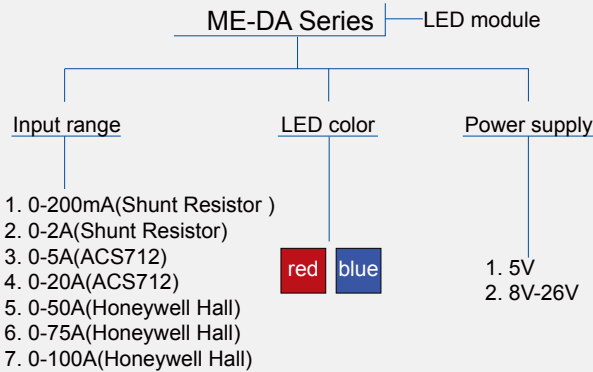 ME-DA Series
LED module
Input range
LED color
Power supply
1. 0-200mA(Shunt Resistor )
2. 0-2A(Shunt Resistor)
3. 0-5A(ACS712)
4. 0-20A(ACS712)
5. 0-50A(Honeywell Hall)
6. 0-75A(Honeywell Hall)
7. 0-100A(Honeywell Hall)
red
blue
1. 5V
2. 8V-26V